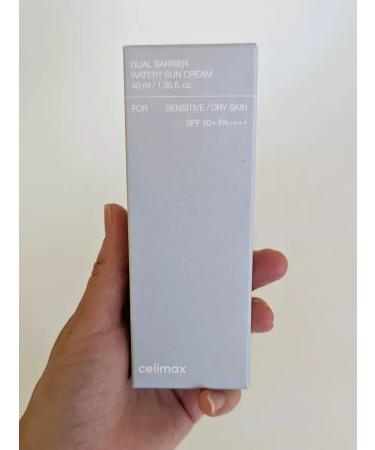 DUAL BARRIER
WATERY SUN CREAM
40 ml / 1.35 fl. oz.
FOR SENSITIVE / DRY SKIN
SPF 50+ PA++++
celimax